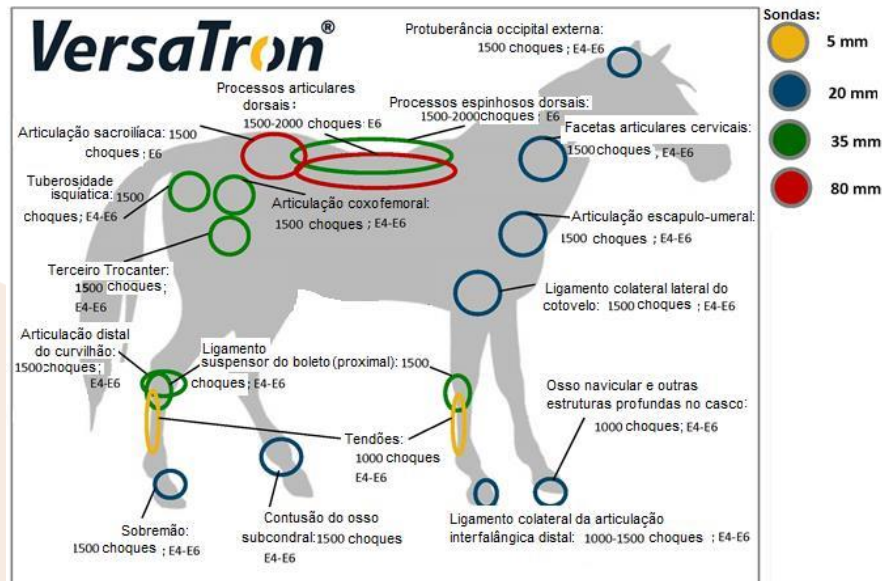 VersaTron®
Protuberância occipital externa:
1500 choques ; E4-E6
Sondas:
5 mm
20 mm
35 mm
80 mm
Processos articulares
dorsais:
1500-2000 choques; E6
Processos espinhosos dorsais:
1500-2000choques; E6
Articulação sacroilíaca: 1500
choques ; E6
Facetas articulares cervicais:
1500choques ; E4-E6
Tuberosidade
isquiática: 1500
choques; E4-E6
Articulação coxofemoral:
1500 choques ; E4-E6
Articulação escapulo-umeral:
1500 choques ; E4-E6
Terceiro Trocanter:
1500 choques;
E4-E6
Ligamento colateral lateral do
cotovelo: 1500 choques ; E4-E6
Articulação distal
do curvilhão:
1500choques;
E4-E6
Ligamento
suspensor do boleto (proximal): 1500
choques ; E4-E6
Osso navicular e outras
estruturas profundas no casco:
1000 choques; E4-E6
Tendões:
1000 choques
E4-E6
Sobremão:
1500 choques ; E4-E6
Contusão do osso
subcondral:1500 choques
E4-E6
Ligamento colateral da articulação
interfalângica distal: 1000-1500 choques ; E4-E6